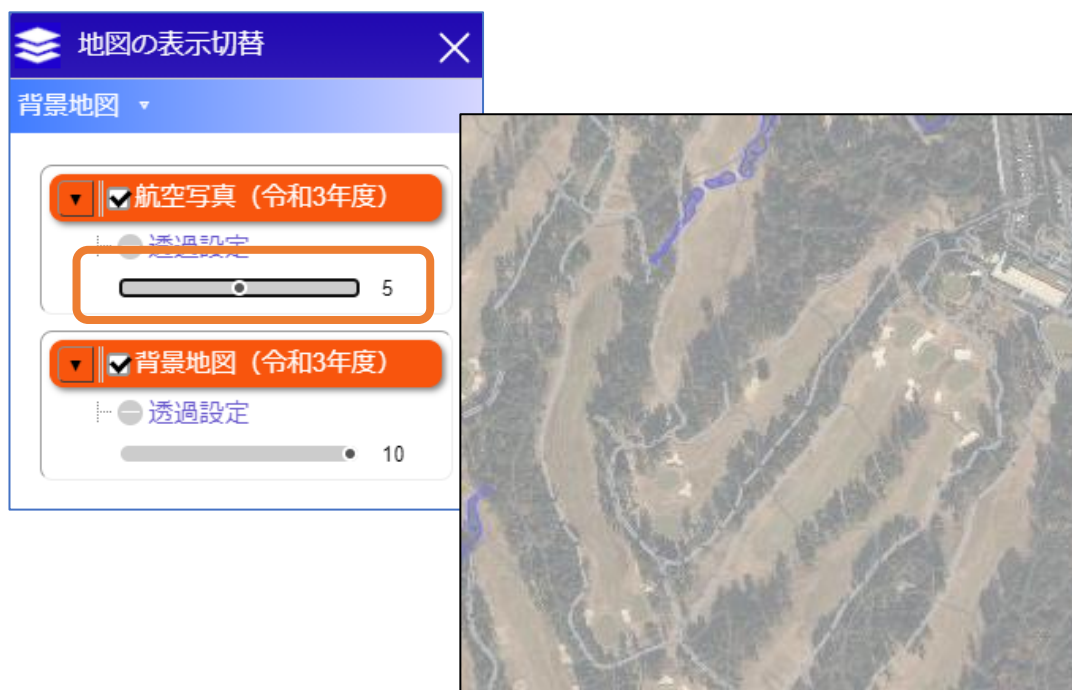 地図の表示切替
背景地図 ▼
航空写真（令和3年度）
透過設定
5
背景地図（令和3年度）
透過設定
10